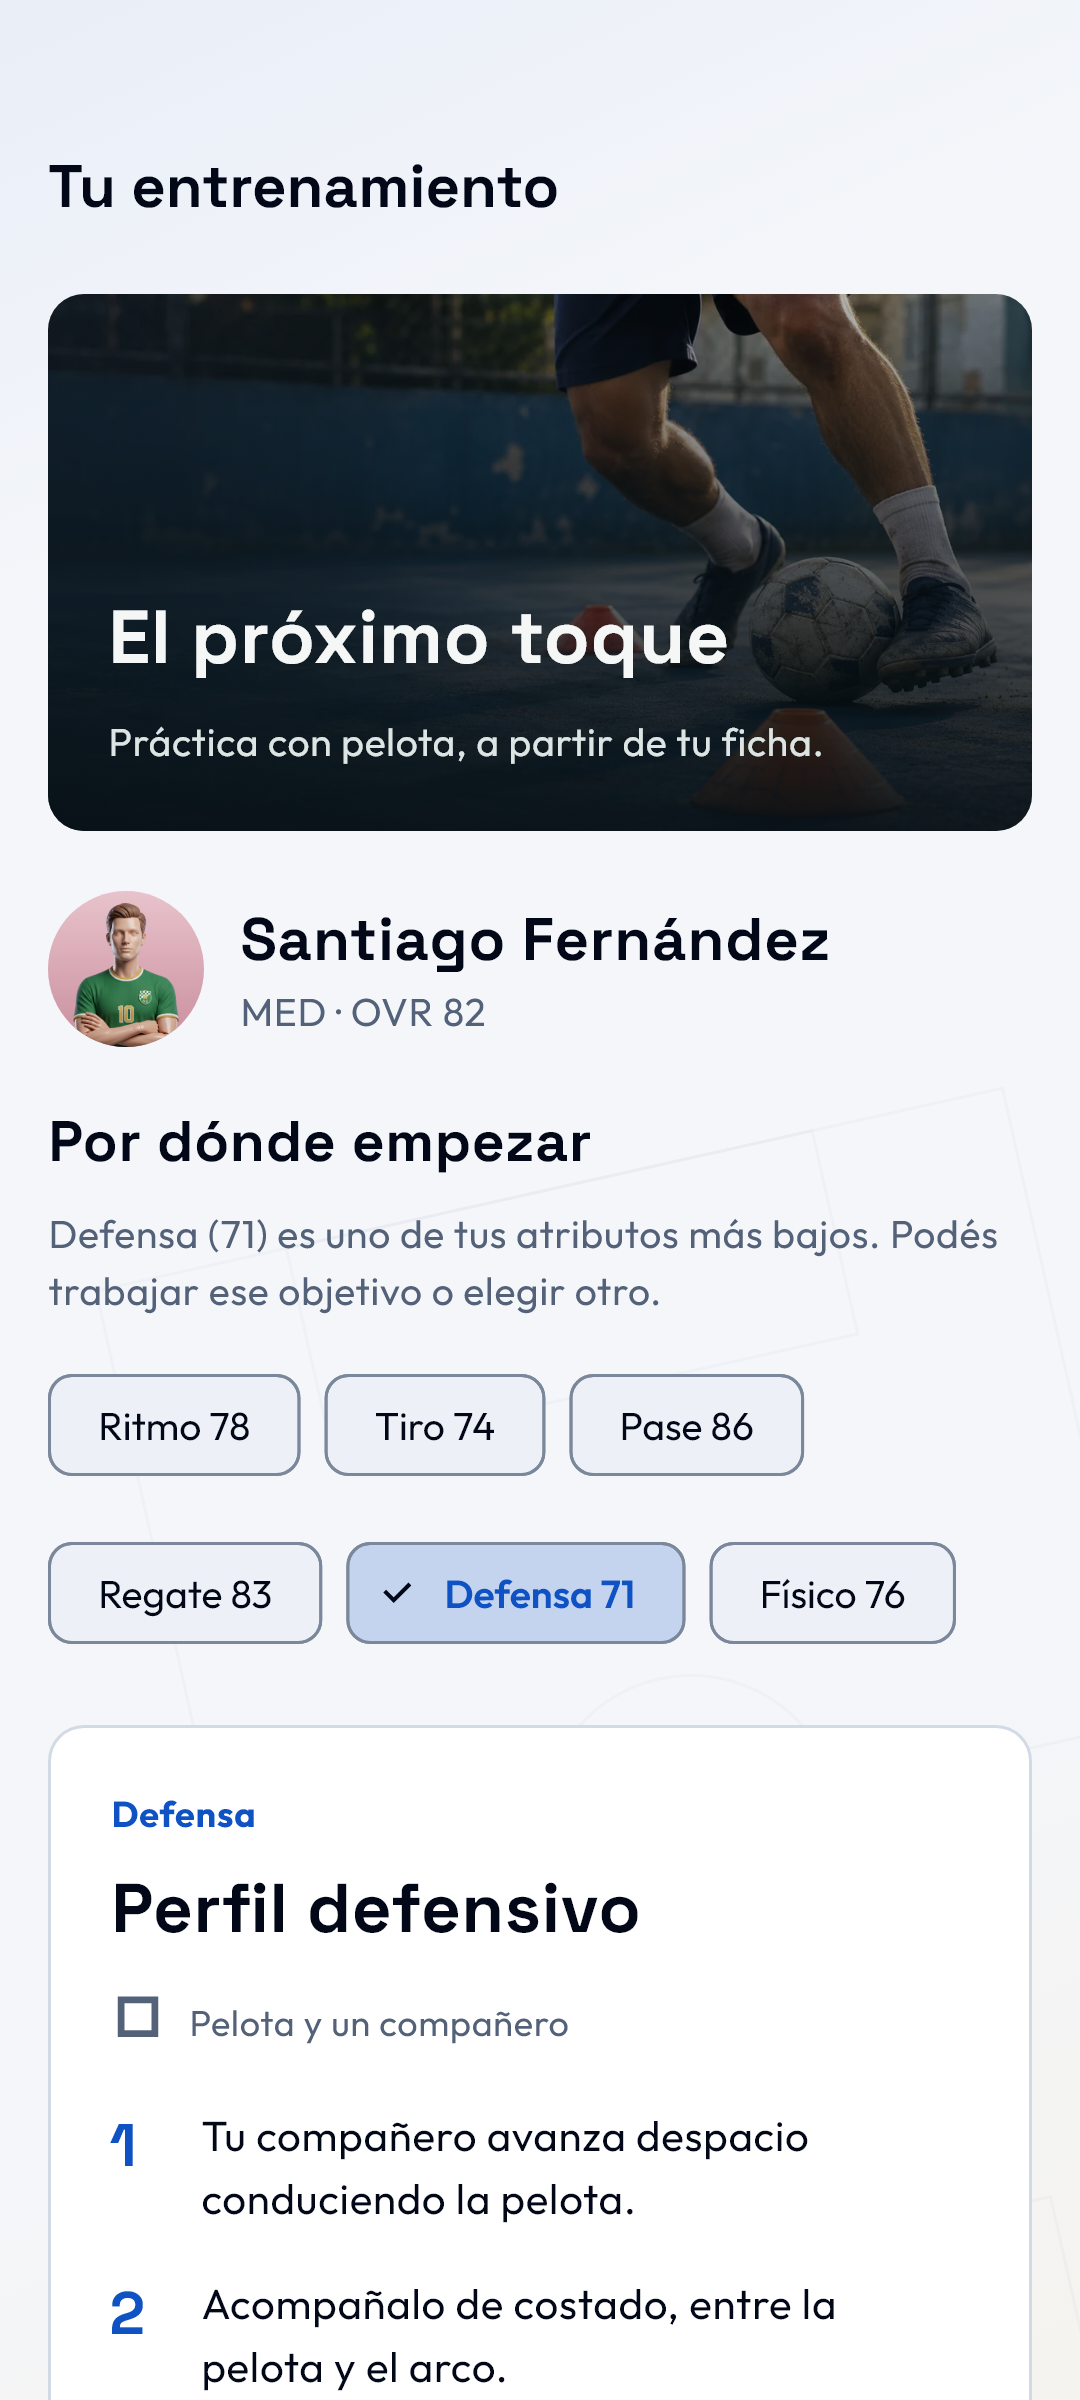 Tu entrenamiento
El próximo toque
Práctica con pelota, a partir de tu ficha.
10
Santiago Fernández
MED · OVR 82
Por dónde empezar
Defensa (71) es uno de tus atributos más bajos. Podés
trabajar ese objetivo o elegir otro.
Ritmo 78
Tiro 74
Pase 86
Regate 83
Defensa 71
Físico 76
Defensa
Perfil defensivo
Pelota y un compañero
1 Tu compañero avanza despacio
conduciendo la pelota.
2 Acompañalo de costado, entre la
pelota y el arco.